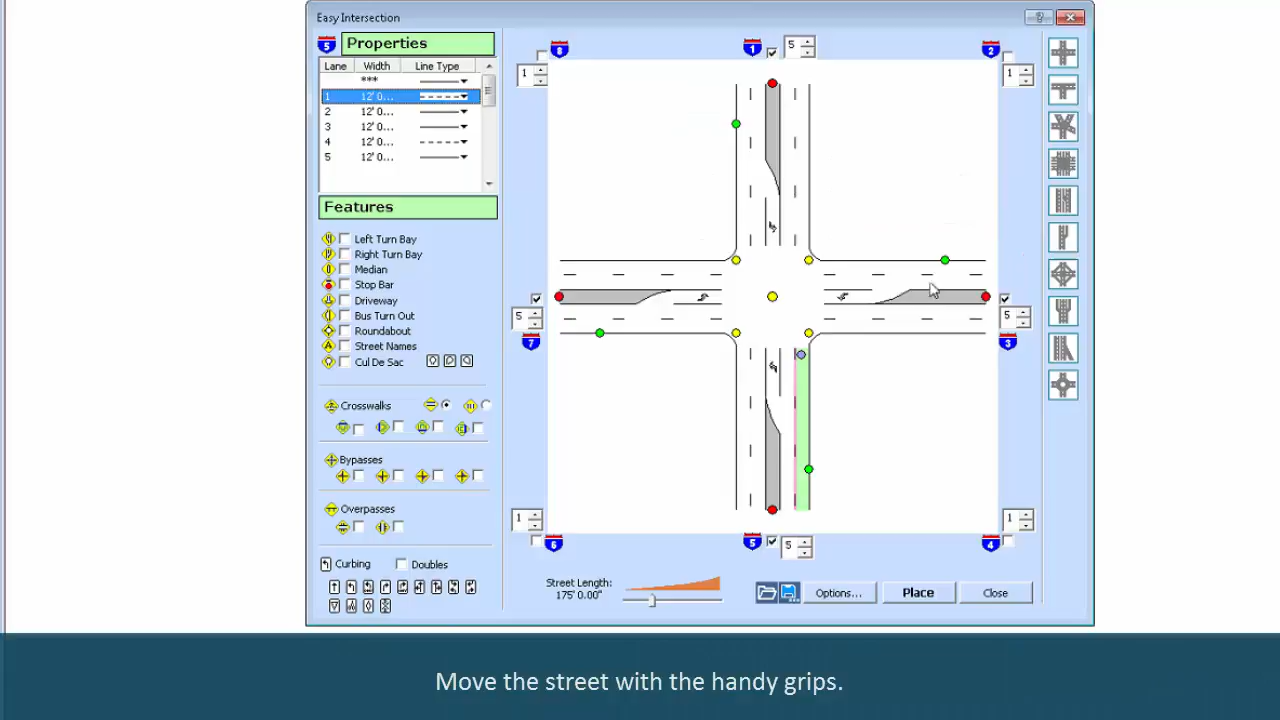 Easy Intersection
5 Properties
Lane Width Line Type
***
1 12' 0...
2 12' 0...
3 12' 0...
4 12' 0...
5 12' 0...
Features
Left Turn Bay
Right Turn Bay
Median
Stop Bar
Driveway
Bus Turn Out
Roundabout
Street Names
Cul De Sac
Crosswalks
Bypasses
Overpasses
Curbing Doubles
8 1 5 2
1 1
5 5
7 3
1 1
6 5 5 4
Street Length:
175' 0.00"
Options... Place Close
Move the street with the handy grips.